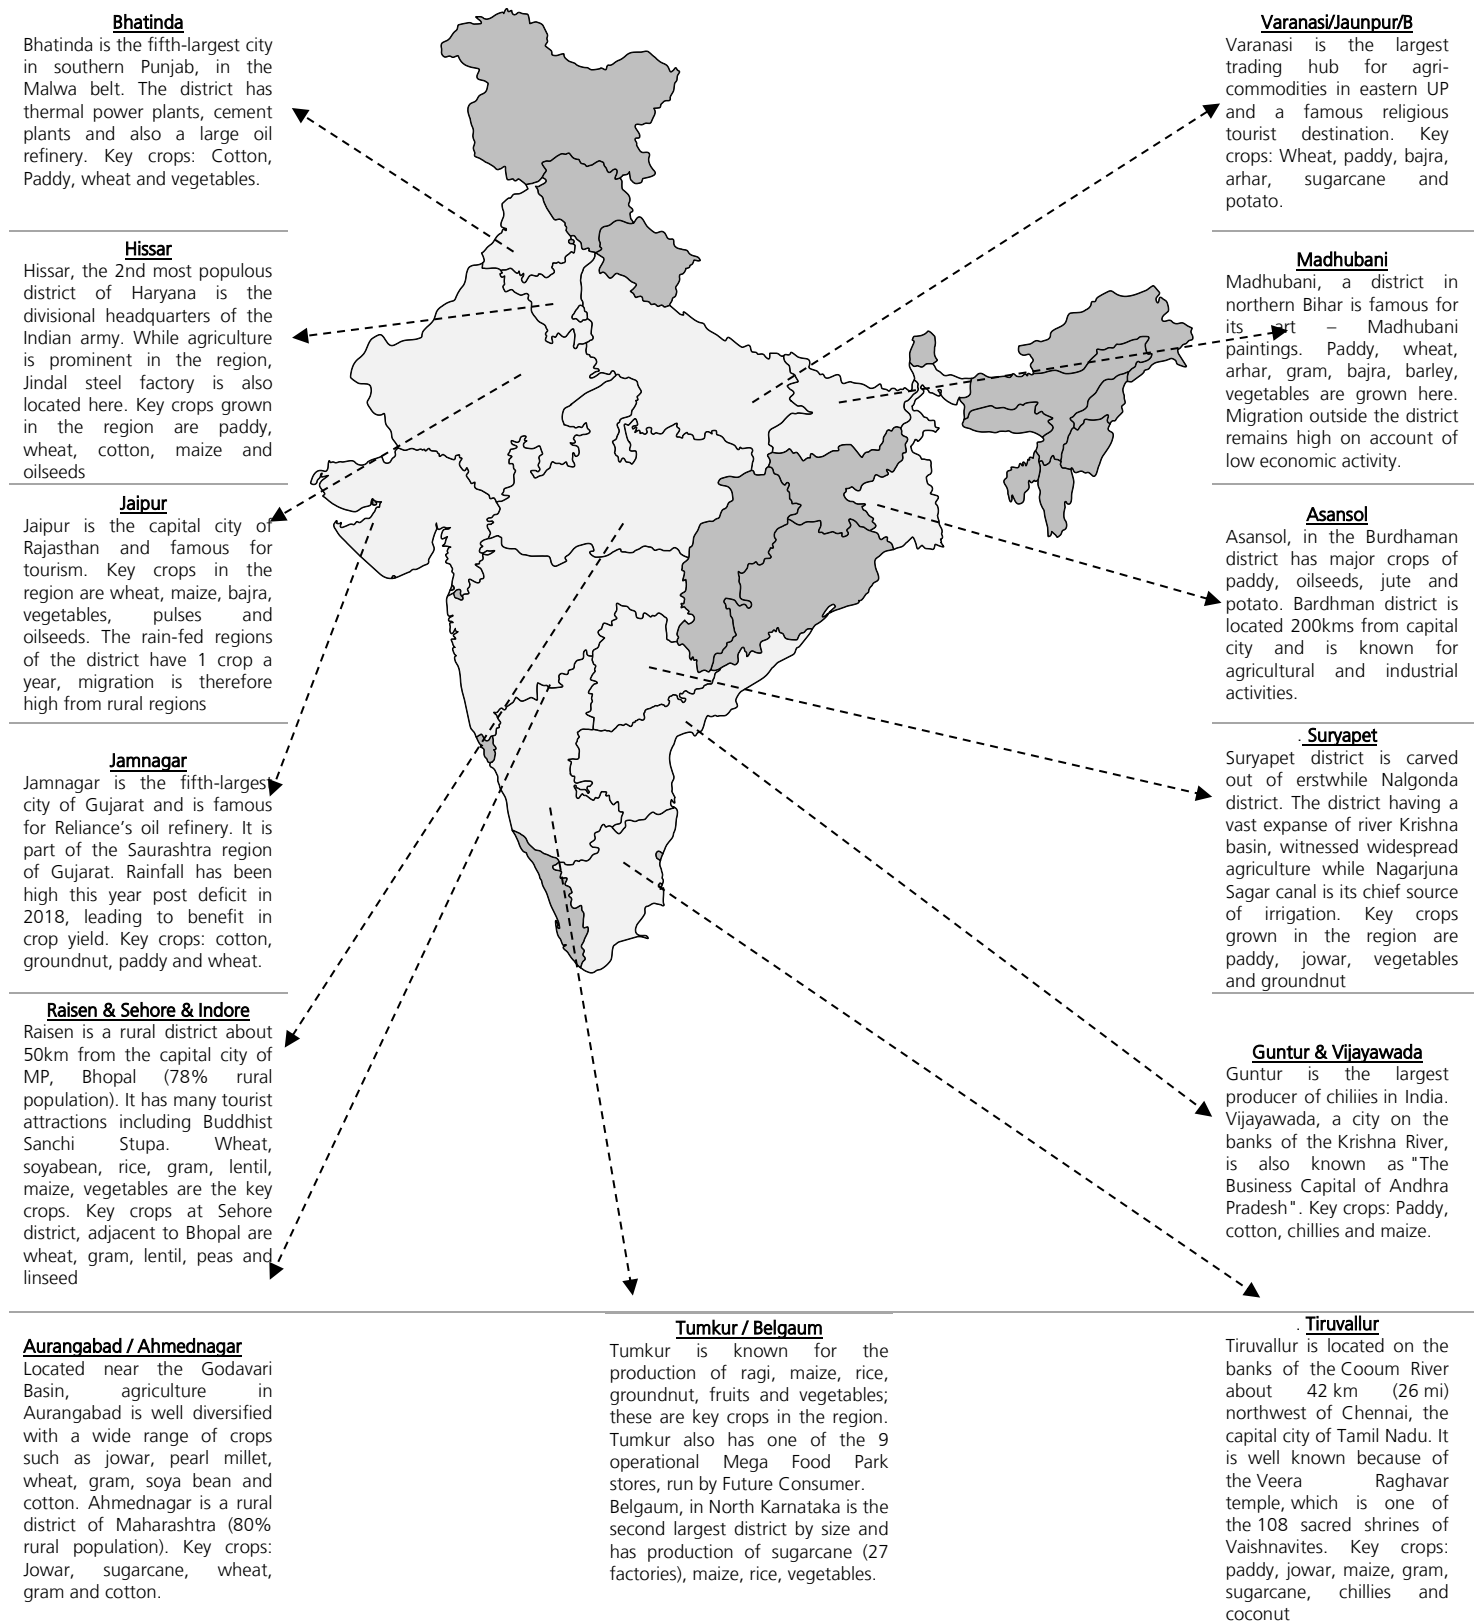 Bhatinda
Bhatinda is the fifth-largest city
in southern Punjab, in the
Malwa belt. The district has
thermal power plants, cement
plants and also a large oil
refinery. Key crops: Cotton,
Paddy, wheat and vegetables.
Hissar
Hissar, the 2nd most populous
district of Haryana is the
divisional headquarters of the
Indian army. While agriculture
is prominent in the region,
Jindal steel factory is also
located here. Key crops grown
in the region are paddy,
wheat, cotton, maize and
oilseeds
Jaipur
Jaipur is the capital city of
Rajasthan and famous for
tourism. Key crops in the
region are wheat, maize, bajra,
vegetables, pulses and
oilseeds. The rain-fed regions
of the district have 1 crop a
year, migration is therefore
high from rural regions
Jamnagar
Jamnagar is the fifth-largest
city of Gujarat and is famous
for Reliance's oil refinery. It is
part of the Saurashtra region
of Gujarat. Rainfall has been
high this year post deficit in
2018, leading to benefit in
crop yield. Key crops: cotton,
groundnut, paddy and wheat.
Raisen & Sehore & Indore
Raisen is a rural district about
50km from the capital city of
MP, Bhopal (78% rural
population). It has many tourist
attractions including Buddhist
Sanchi Stupa. Wheat,
soyabean, rice, gram, lentil,
maize, vegetables are the key
crops. Key crops at Sehore
district, adjacent to Bhopal are
wheat, gram, lentil, peas and
linseed
Aurangabad / Ahmednagar
Located near the Godavari
Basin, agriculture in
Aurangabad is well diversified
with a wide range of crops
such as jowar, pearl millet,
wheat, gram, soya bean and
cotton. Ahmednagar is a rural
district of Maharashtra (80%
rural population). Key crops:
Jowar, sugarcane, wheat,
gram and cotton.
Tumkur / Belgaum
Tumkur is known for the
production of ragi, maize, rice,
groundnut, fruits and vegetables;
these are key crops in the region.
Tumkur also has one of the 9
operational Mega Food Park
stores, run by Future Consumer.
Belgaum, in North Karnataka is the
second largest district by size and
has production of sugarcane (27
factories), maize, rice, vegetables.
Varanasi/Jaunpur/B
Varanasi is the largest
trading hub for agri-
commodities in eastern UP
and a famous religious
tourist destination. Key
crops: Wheat, paddy, bajra,
arhar, sugarcane and
potato.
Madhubani
Madhubani, a district in
northern Bihar is famous for
its art – Madhubani
paintings. Paddy, wheat,
arhar, gram, bajra, barley,
vegetables are grown here.
Migration outside the district
remains high on account of
low economic activity.
Asansol
Asansol, in the Burdhaman
district has major crops of
paddy, oilseeds, jute and
potato. Bardhman district is
located 200kms from capital
city and is known for
agricultural and industrial
activities.
. Suryapet
Suryapet district is carved
out of erstwhile Nalgonda
district. The district having a
vast expanse of river Krishna
basin, witnessed widespread
agriculture while Nagarjuna
Sagar canal is its chief source
of irrigation. Key crops
grown in the region are
paddy, jowar, vegetables
and groundnut
Guntur & Vijayawada
Guntur is the largest
producer of chiliies in India.
Vijayawada, a city on the
banks of the Krishna River,
is also known as "The
Business Capital of Andhra
Pradesh". Key crops: Paddy,
cotton, chillies and maize.
. Tiruvallur
Tiruvallur is located on the
banks of the Cooum River
about 42 km (26 mi)
northwest of Chennai, the
capital city of Tamil Nadu. It
is well known because of
the Veera Raghavar
temple, which is one of
the 108 sacred shrines of
Vaishnavites. Key crops:
paddy, jowar, maize, gram,
sugarcane, chillies and
coconut